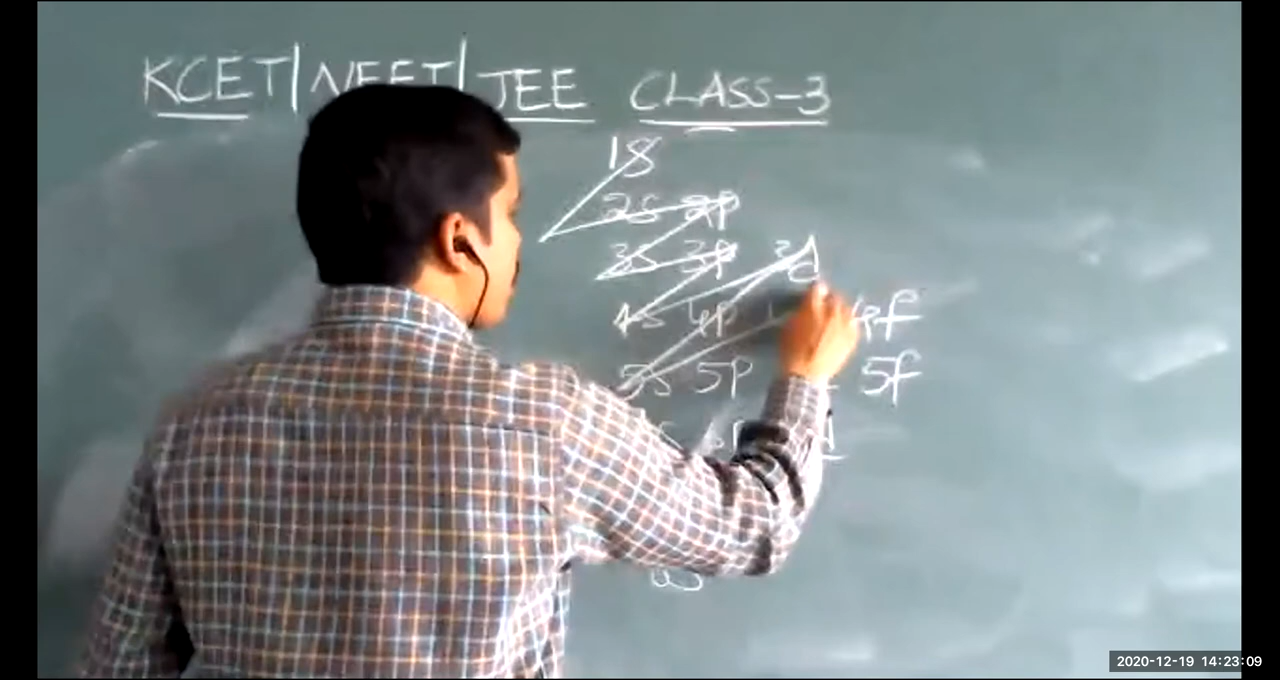 KCET| NEET| JEE CLASS-3
1s
2s 2p
3s 3p 3d
4s 4p 4f
5s 5p 5f
2020-12-19 14:23:09